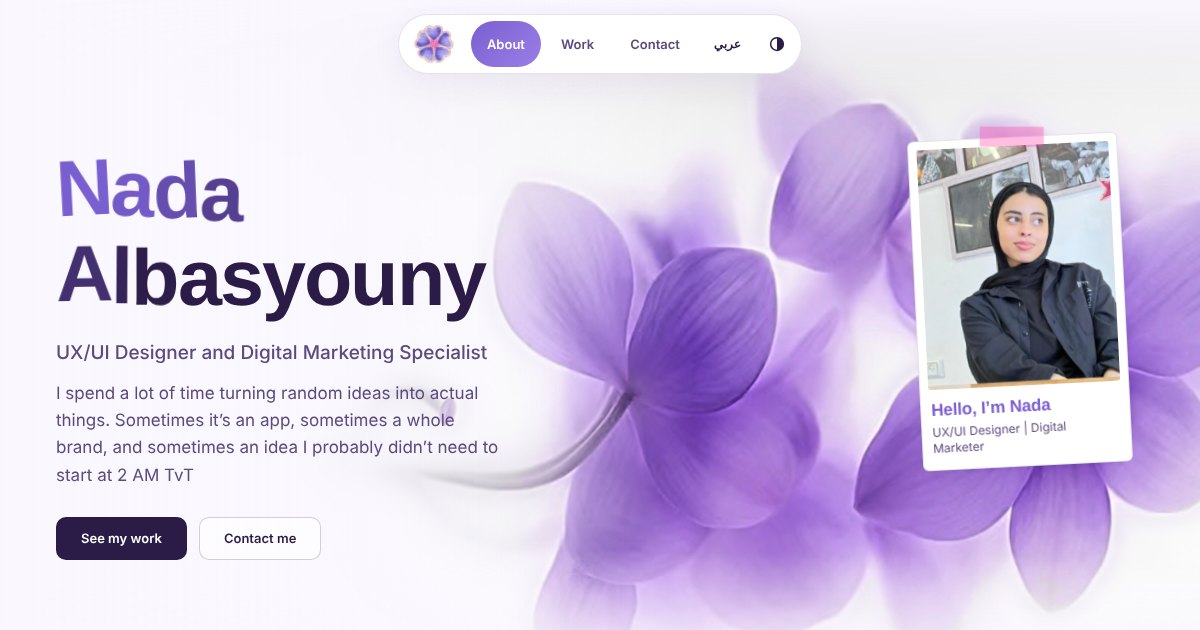 About
Work
Contact
عربي
Nada
Albasyouny
UX/UI Designer and Digital Marketing Specialist
I spend a lot of time turning random ideas into actual
things. Sometimes it’s an app, sometimes a whole
brand, and sometimes an idea I probably didn’t need to
start at 2 AM TvT
See my work
Contact me
Hello, I’m Nada
UX/UI Designer | Digital
Marketer